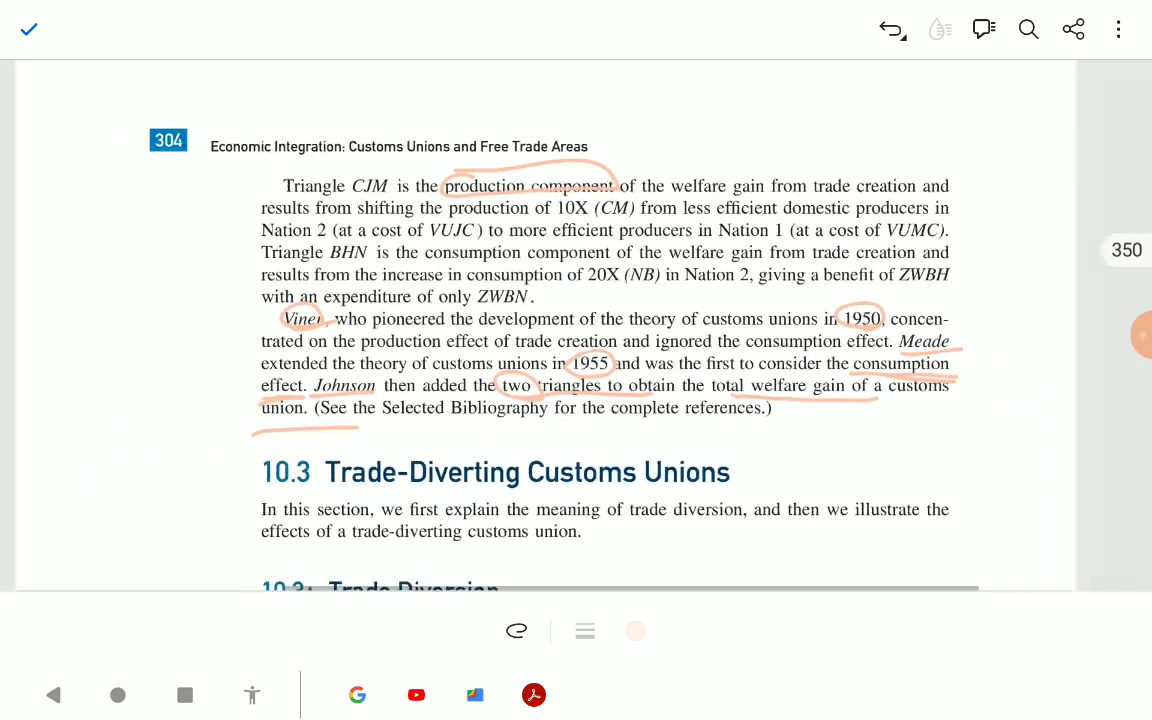 304
Economic Integration: Customs Unions and Free Trade Areas
Triangle CJM is the production component of the welfare gain from trade creation and
results from shifting the production of 10X (CM) from less efficient domestic producers in
Nation 2 (at a cost of VUJC) to more efficient producers in Nation 1 (at a cost of VUMC).
Triangle BHN is the consumption component of the welfare gain from trade creation and
results from the increase in consumption of 20X (NB) in Nation 2, giving a benefit of ZWBH
with an expenditure of only ZWBN.
350
Viner, who pioneered the development of the theory of customs unions in 1950, concen-
trated on the production effect of trade creation and ignored the consumption effect. Meade
extended the theory of customs unions in 1955 and was the first to consider the consumption
effect. Johnson then added the two triangles to obtain the total welfare gain of a customs
union. (See the Selected Bibliography for the complete references.)
10.3 Trade-Diverting Customs Unions
In this section, we first explain the meaning of trade diversion, and then we illustrate the
effects of a trade-diverting customs union.
Trade Diversion